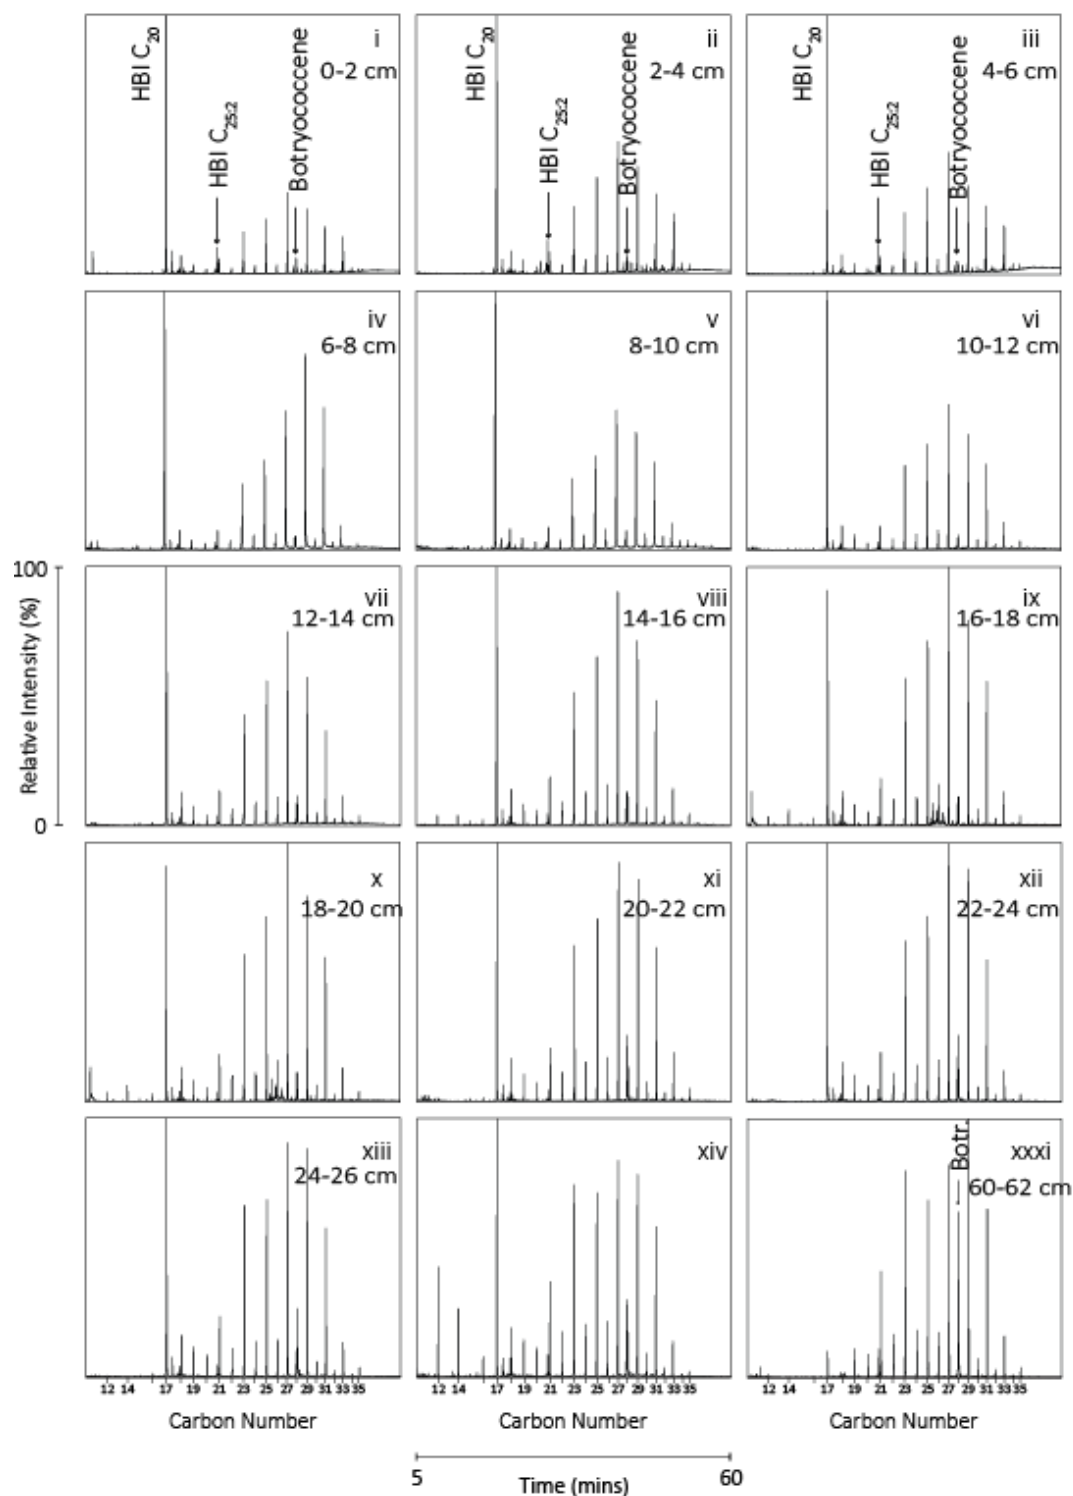 HBI C20
HBI C25:2
Botryococcene
i
0-2 cm
HBI C20
HBI C25:2
Botryococcene
ii
2-4 cm
HBI C20
HBI C25:2
Botryococcene
iii
4-6 cm
iv
6-8 cm
v
8-10 cm
vi
10-12 cm
100
0
Relative Intensity (%)
vii
12-14 cm
viii
14-16 cm
ix
16-18 cm
x
18-20 cm
xi
20-22 cm
xii
22-24 cm
xiii
24-26 cm
xiv
Botr.
xxxi
60-62 cm
12 14 17 19 21 23 25 27 29 31 33 35
12 14 17 19 21 23 25 27 29 31 33 35
12 14 17 19 21 23 25 27 29 31 33 35
Carbon Number
Carbon Number
Carbon Number
5 60
Time (mins)